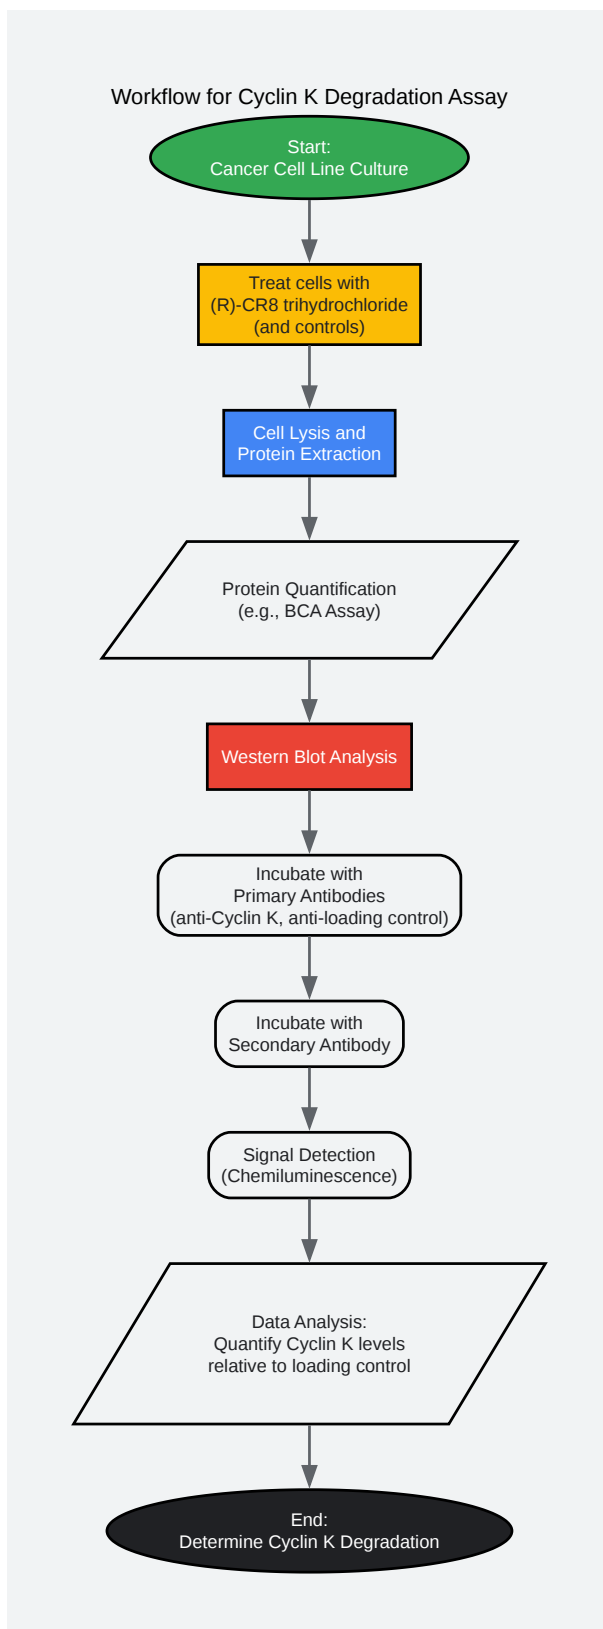 Workflow for Cyclin K Degradation Assay
Start:
Cancer Cell Line Culture
Treat cells with
(R)-CR8 trihydrochloride
(and controls)
Cell Lysis and
Protein Extraction
Protein Quantification
(e.g., BCA Assay)
Western Blot Analysis
Incubate with
Primary Antibodies
(anti-Cyclin K, anti-loading control)
Incubate with
Secondary Antibody
Signal Detection
(Chemiluminescence)
Data Analysis:
Quantify Cyclin K levels
relative to loading control
End:
Determine Cyclin K Degradation